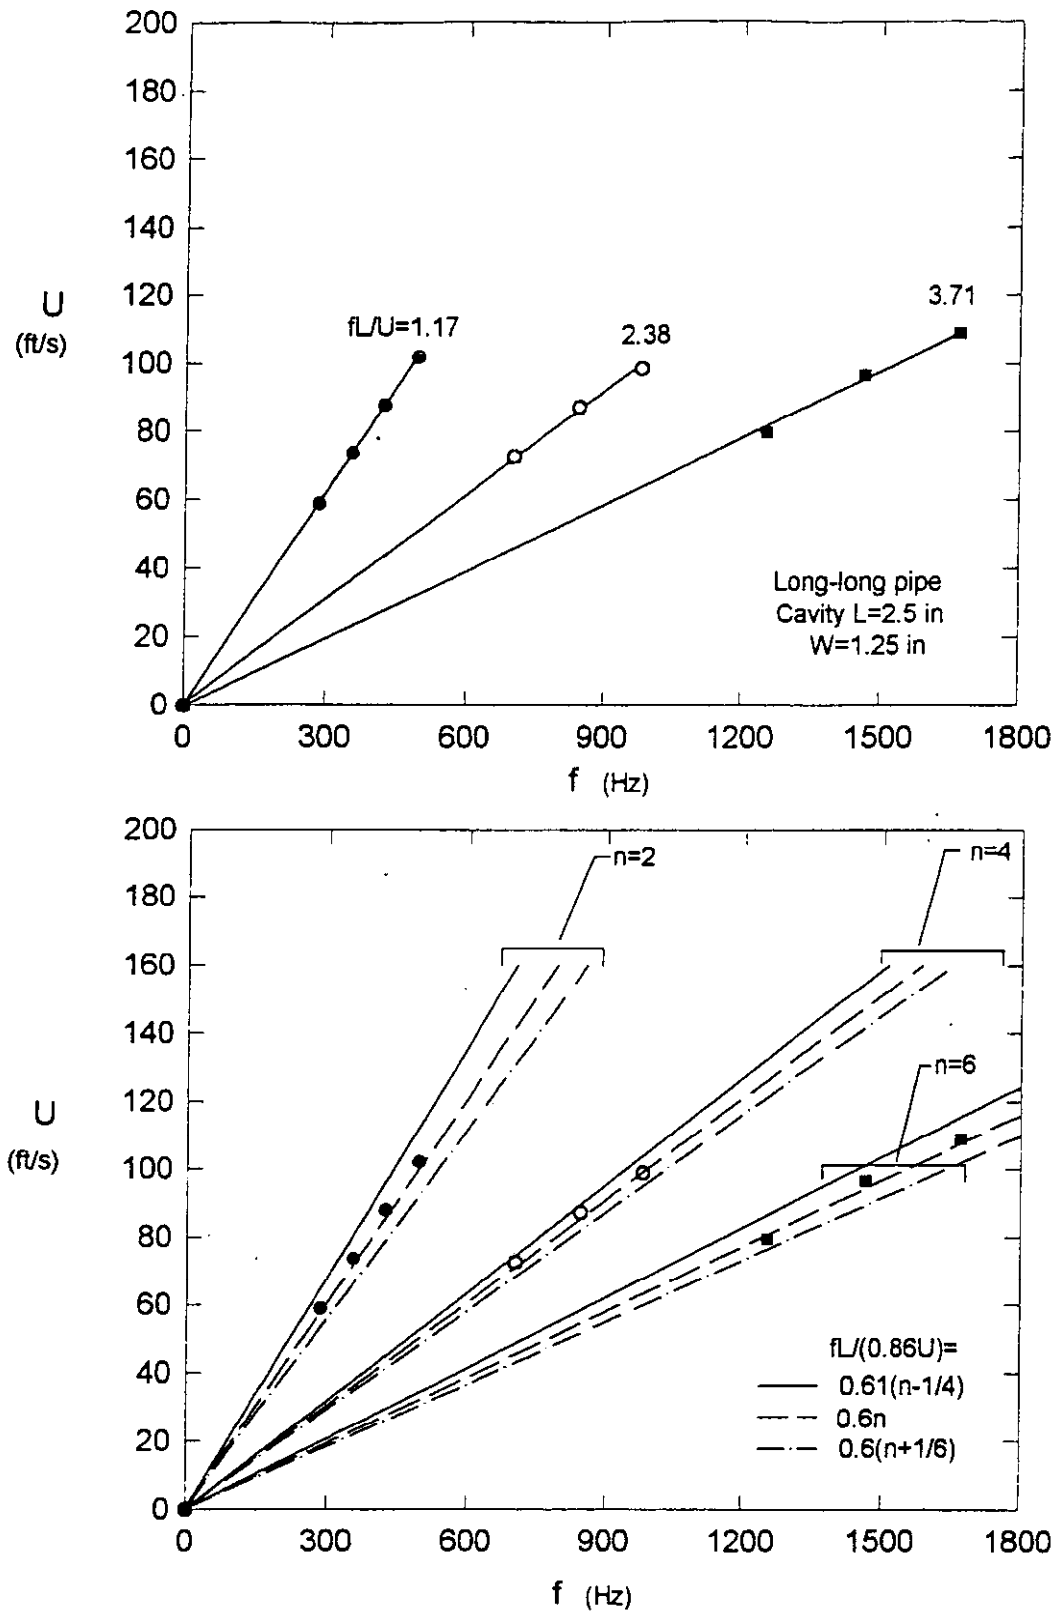 200
180
160
140
120
100
80
60
40
20
0
U
(ft/s)
fL/U=1.17
2.38
3.71
Long-long pipe
Cavity L=2.5 in
W=1.25 in
0 300 600 900 1200 1500 1800
f (Hz)
200
180
160
140
120
100
80
60
40
20
0
U
(ft/s)
n=2
n=4
n=6
fL/(0.86U)=
0.61(n-1/4)
0.6n
0.6(n+1/6)
0 300 600 900 1200 1500 1800
f (Hz)